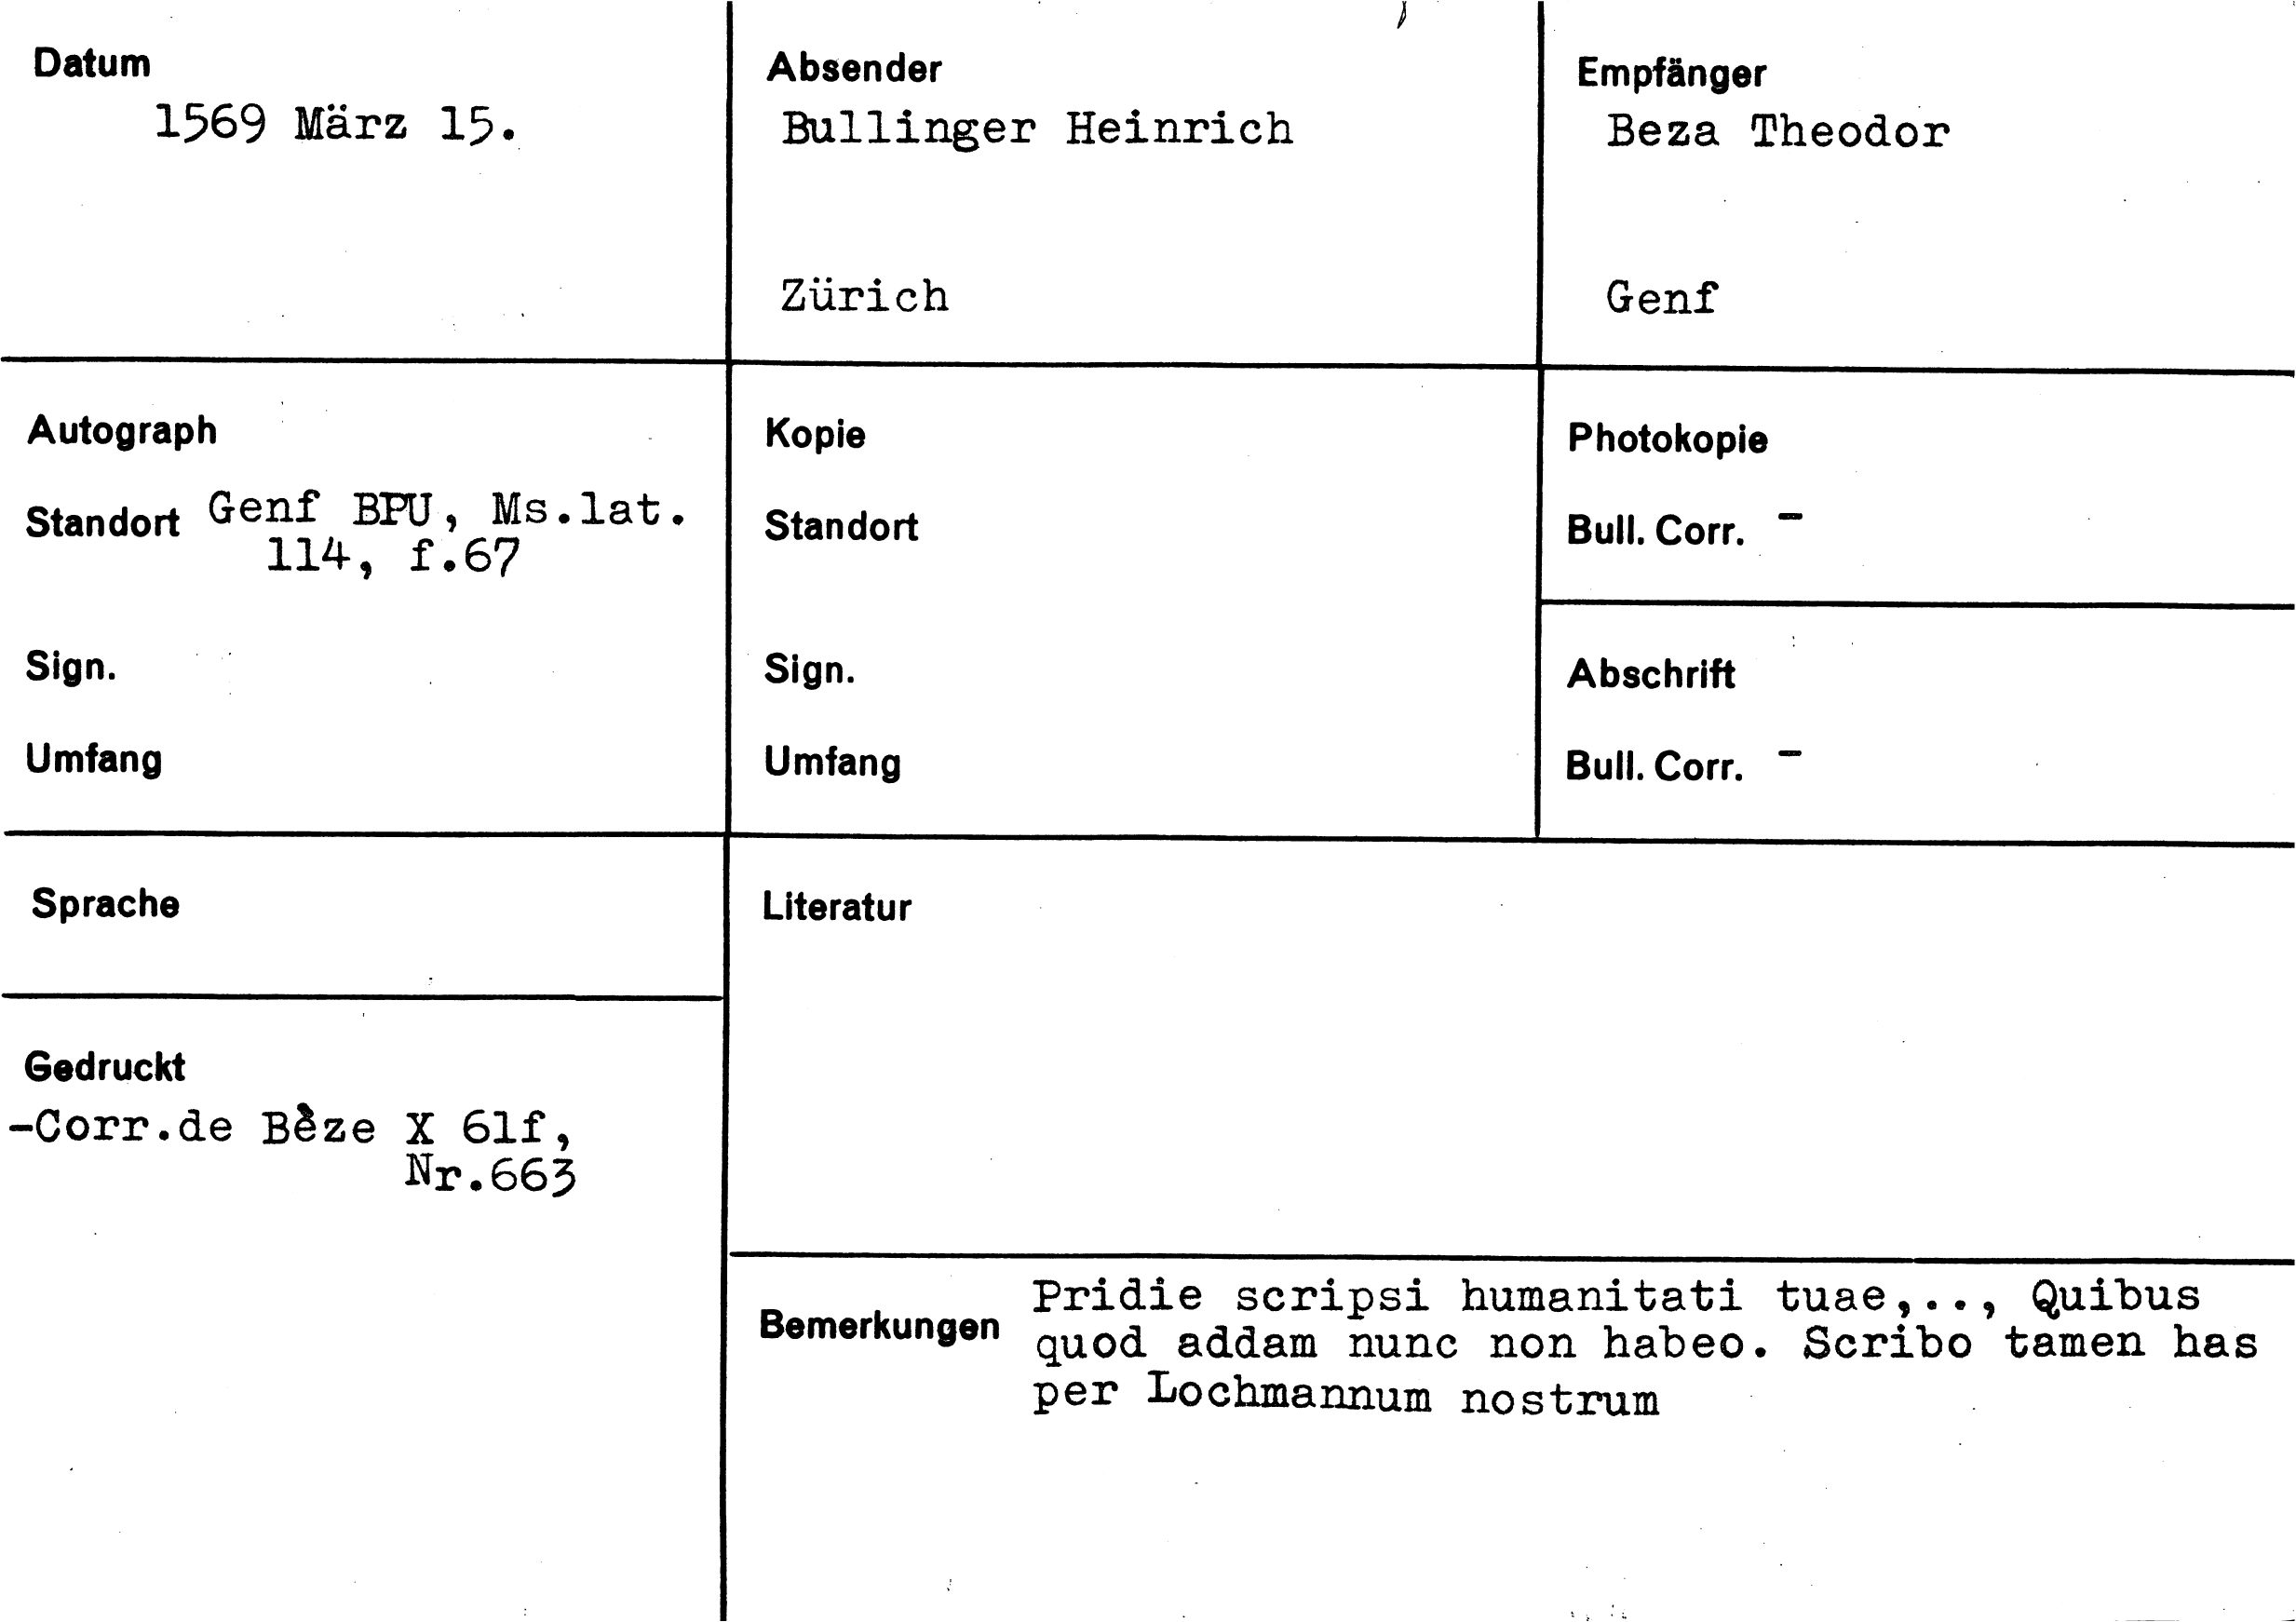 Datum
1569 März 15.
Absender
Bullinger Heinrich
Zürich
Empfänger
Beza Theodor
Genf
Autograph
Standort Genf BPU, Ms.lat.
114, f.67
Sign.
Umfang
Kopie
Standort
Sign.
Umfang
Photokopie
Bull. Corr. -
Abschrift
Bull. Corr. -
Sprache
Gedruckt
-Corr.de Bèze X 61f,
Nr.663
Literatur
Bemerkungen Pridie scripsi humanitati tuae,.., Quibus
quod addam nunc non habeo. Scribo tamen has
per Lochmannum nostrum